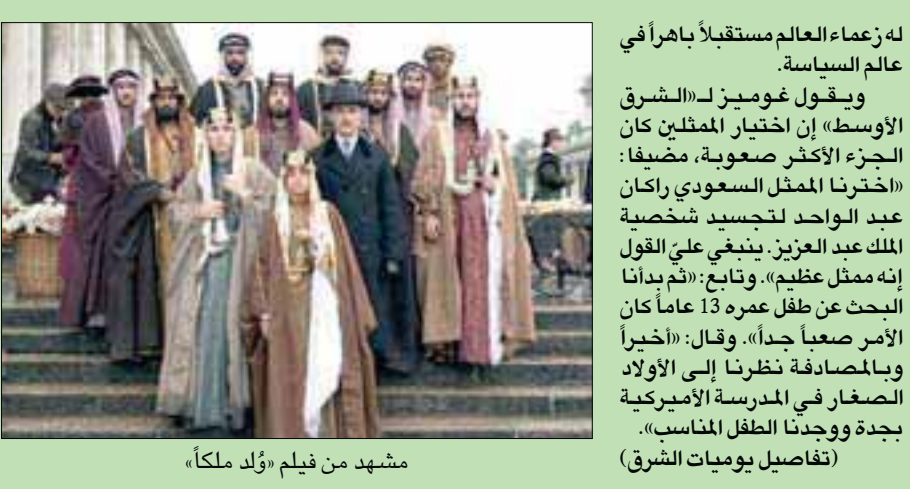 له زعماء العالم مستقبلاً باهراً في
عالم السياسة.
ويقول غوميز لـ«الشرق
الأوسط» إن اختيار الممثلين كان
الجزء الأكثر صعوبة، مضيفا:
«اخترنا الممثل السعودي راكان
عبد الواحد لتجسيد شخصية
الملك عبد العزيز. ينبغي عليّ القول
إنه ممثل عظيم». وتابع: «ثم بدأنا
البحث عن طفل عمره 13 عاماً كان
الأمر صعباً جداً». وقال: «أخيراً
وبالمصادفة نظرنا إلى الأولاد
الصغار في المدرسة الأميركية
بجدة ووجدنا الطفل المناسب».
(تفاصيل يوميات الشرق)
مشهد من فيلم «وُلد ملكاً»